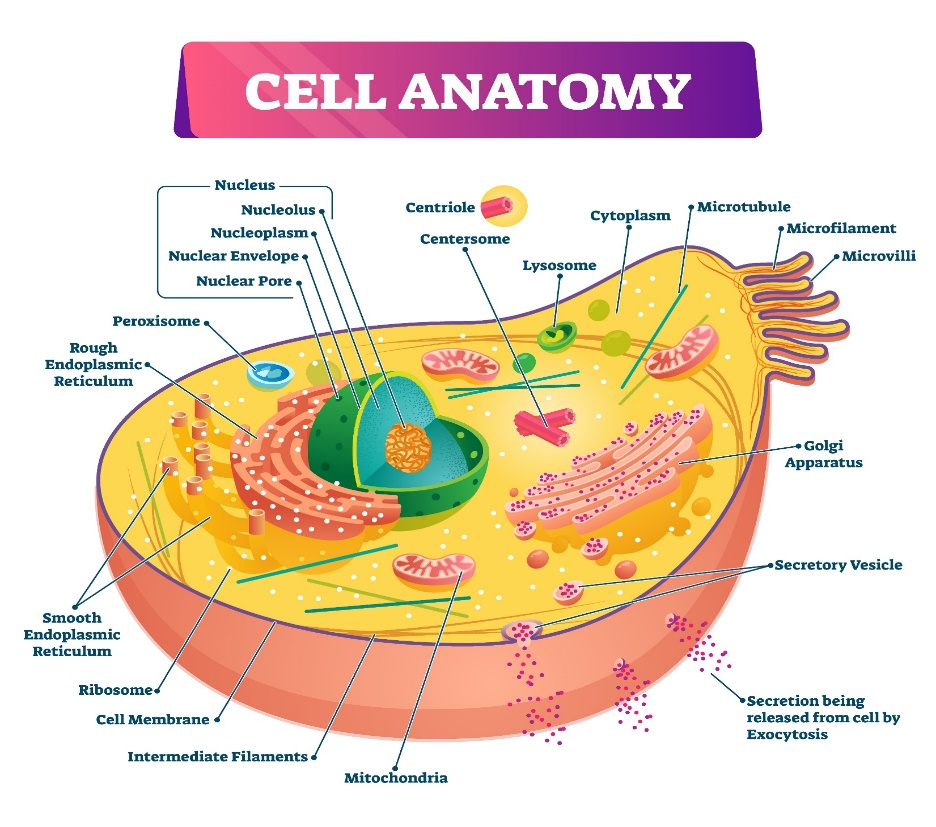 CELL ANATOMY
Nucleus
Nucleolus
Nucleoplasm
Nuclear Envelope
Nuclear Pore
Peroxisome
Rough
Endoplasmic
Reticulum
Centriole
Centersome
Lysosome
Cytoplasm
Microtubule
Microfilament
Microvilli
Golgi
Apparatus
Secretory Vesicle
Smooth
Endoplasmic
Reticulum
Ribosome
Cell Membrane
Intermediate Filaments
Mitochondria
Secretion being
released from cell by
Exocytosis